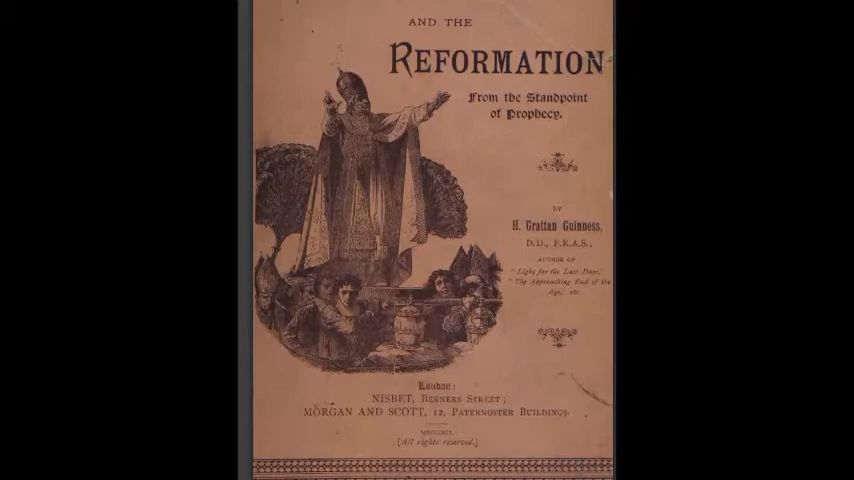 AND THE
REFORMATION
From the Standpoint
of Prophecy.
BY
H. Grattan Guinness,
D.D., F.R.A.S.,
AUTHOR OF
"Light for the Last Days,"
"The Approaching End of the
Age," etc.
London:
NISBET, BERNERS STREET;
MORGAN AND SCOTT, 12, PATERNOSTER BUILDINGS.
[All rights reserved.]